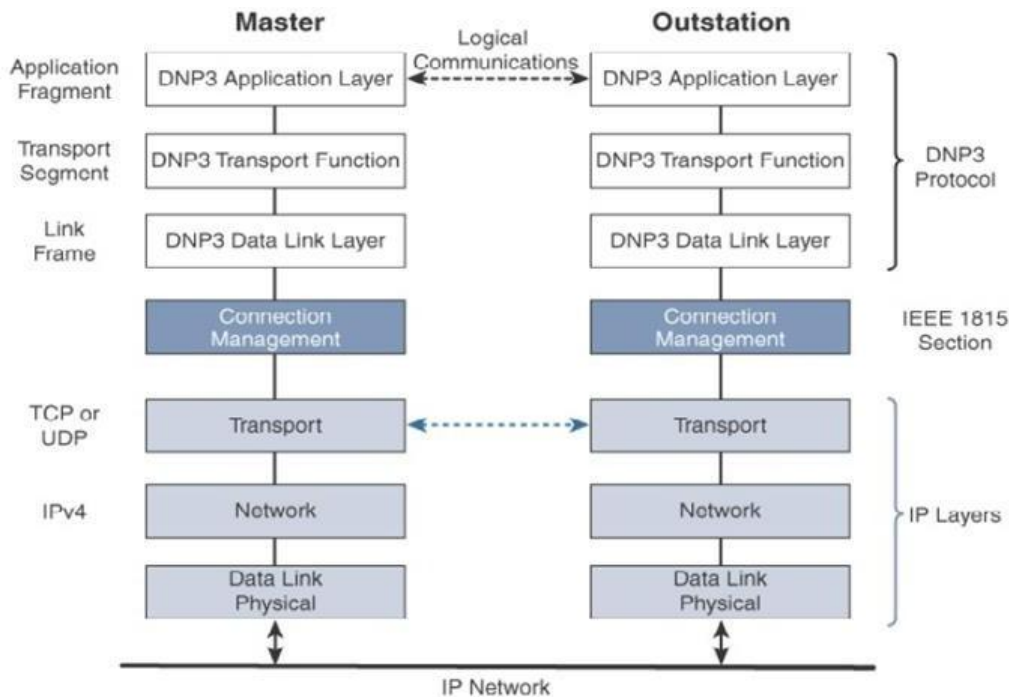 Master
Outstation
Logical
Communications
Application
Fragment
DNP3 Application Layer
DNP3 Application Layer
Transport
Segment
DNP3 Transport Function
DNP3 Transport Function
DNP3
Protocol
Link
Frame
DNP3 Data Link Layer
DNP3 Data Link Layer
Connection
Management
Connection
Management
IEEE 1815
Section
TCP or
UDP
Transport
Transport
IPv4
Network
Network
IP Layers
Data Link
Physical
Data Link
Physical
IP Network